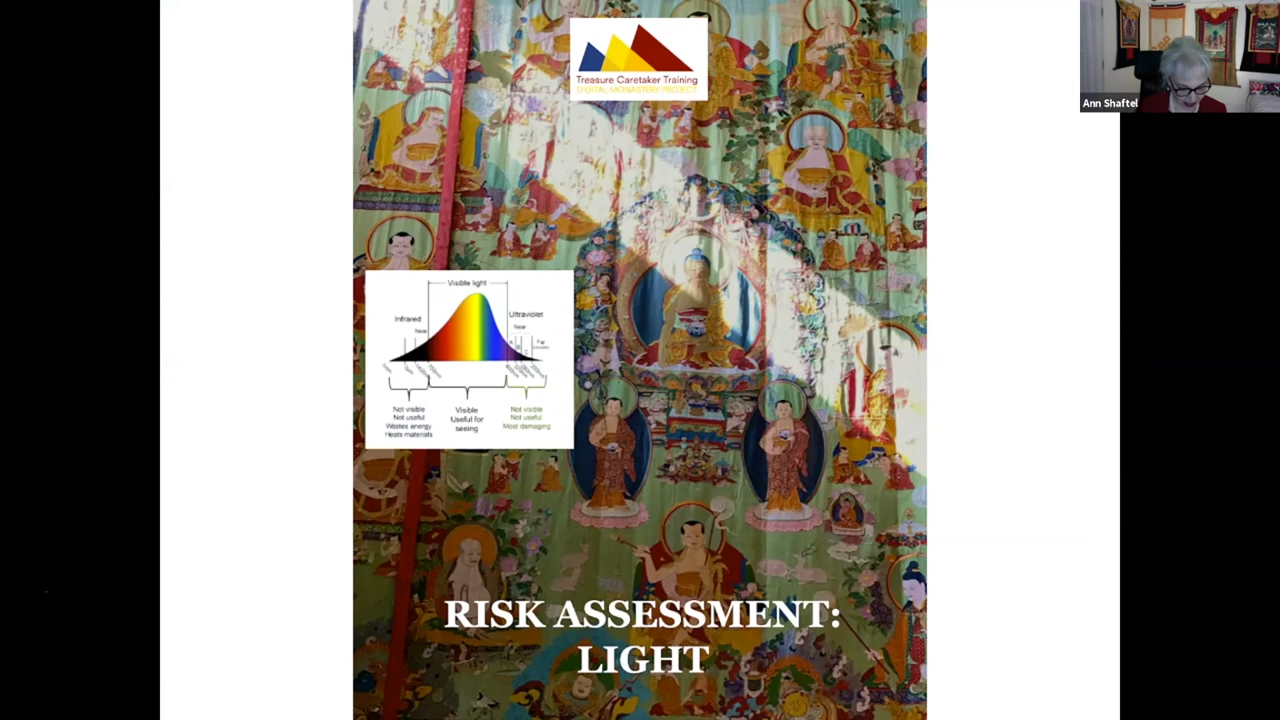 Treasure Caretaker Training
DIGITAL MONASTERY PROJECT
Ann Shaftel
Visible light
Infrared
Ultraviolet
Near
Near
Far
A
B
C
Not visible
Not useful
Wastes energy
Heats materials
Visible
Useful for
seeing
Not visible
Not useful
Most damaging
RISK ASSESSMENT:
LIGHT